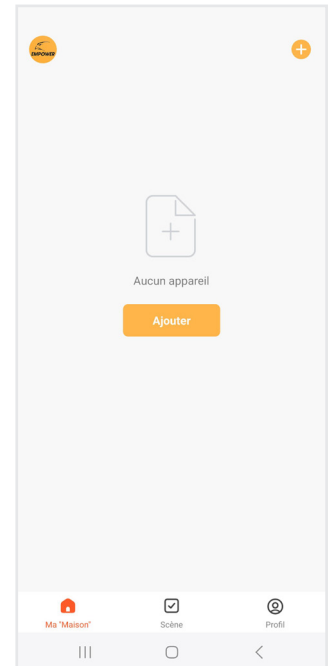 EMPOWER
Aucun appareil
Ajouter
Ma "Maison"
Scène
Profil